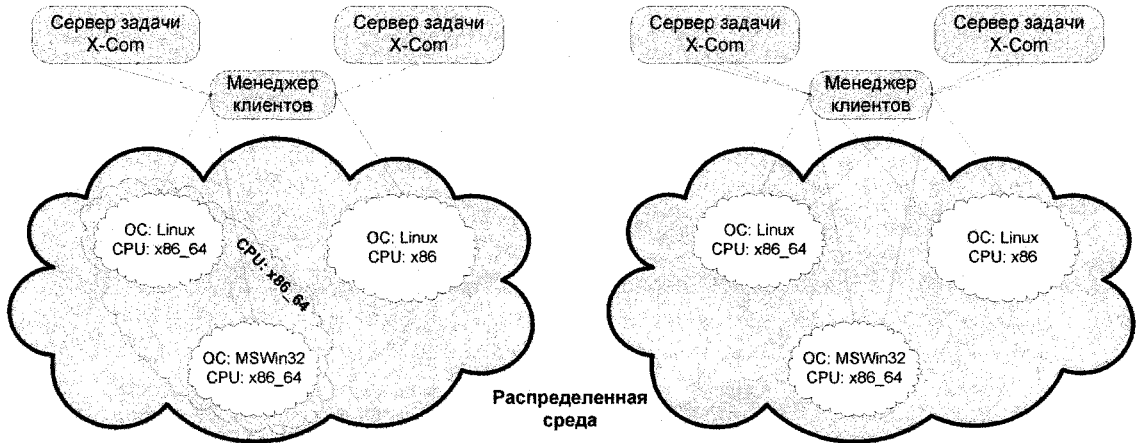 Сервер задачи
X-Com
Сервер задачи
X-Com
Менеджер
клиентов
ОС: Linux
CPU: x86_64
CPU: x86_64
ОС: Linux
CPU: x86
ОС: MSWin32
CPU: x86_64
Сервер задачи
X-Com
Сервер задачи
X-Com
Менеджер
клиентов
ОС: Linux
CPU: x86_64
ОС: Linux
CPU: x86
ОС: MSWin32
CPU: x86_64
Распределенная
среда